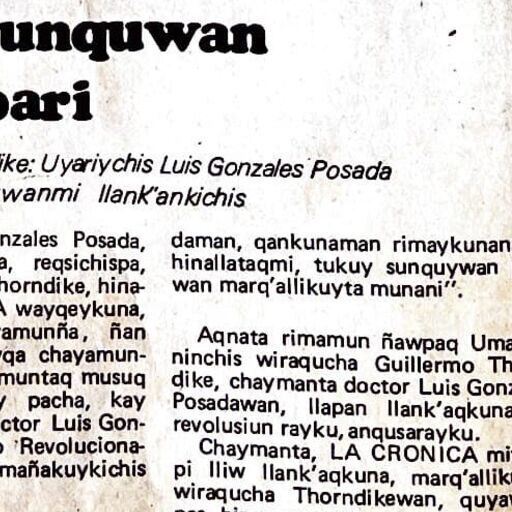 unquwan
pari
ike: Uyariychis Luis Gonzales Posada
wanmi llank"ankichis
nzales Posada,
a, reqsichispa,
horndike, hina-
A wayqeykuna,
amunña, ñan
yqa chayamun-
muntaq musuq
y pacha, kay
ctor Luis Gon-
o Revoluciona-
mañakuykichis
daman, qankunaman rimaykunan
hinallataqmi, tukuy sunquywan
wan marq'allikuyta munani".
Aqnata rimamun ñawpaq Uma
ninchis wiraqucha Guillermo Th
dike, chaymanta doctor Luis Gonz
Posadawan, llapan llank'aqkuna
revolusiun rayku, anqusarayku.
Chaymanta, LA CRONICA mi
pi lliw llank'aqkuna, marq'alliku
wiraqucha Thorndikewan, quyaw